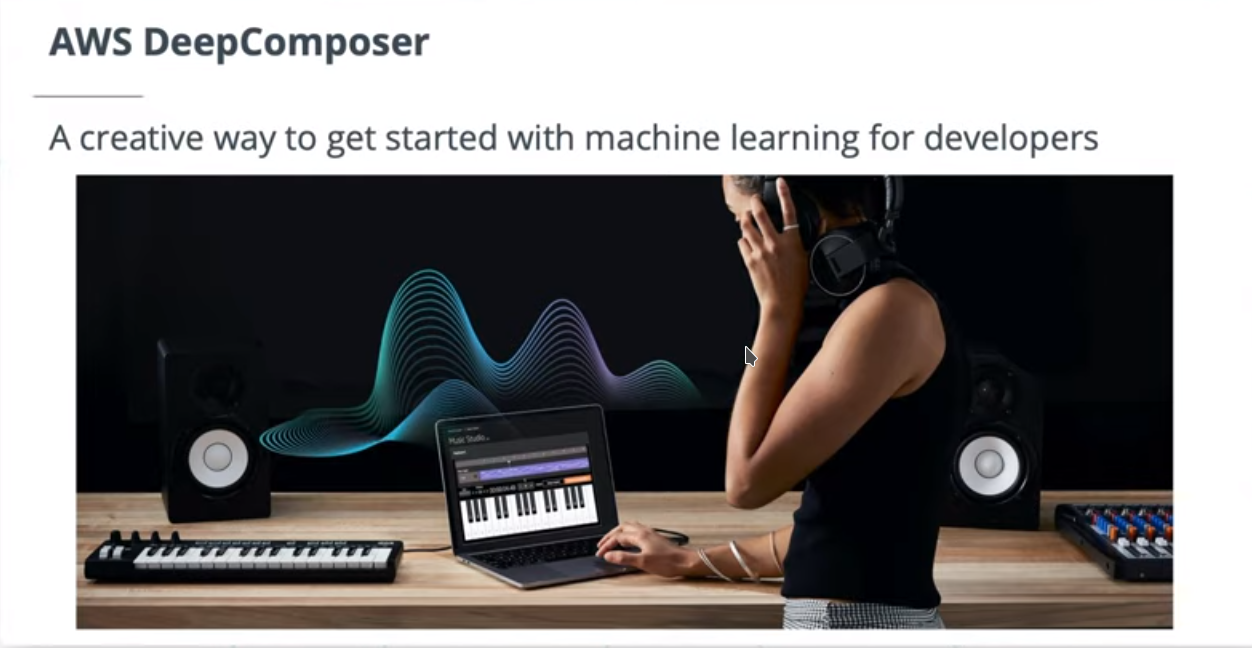 AWS DeepComposer
A creative way to get started with machine learning for developers
Music Studio